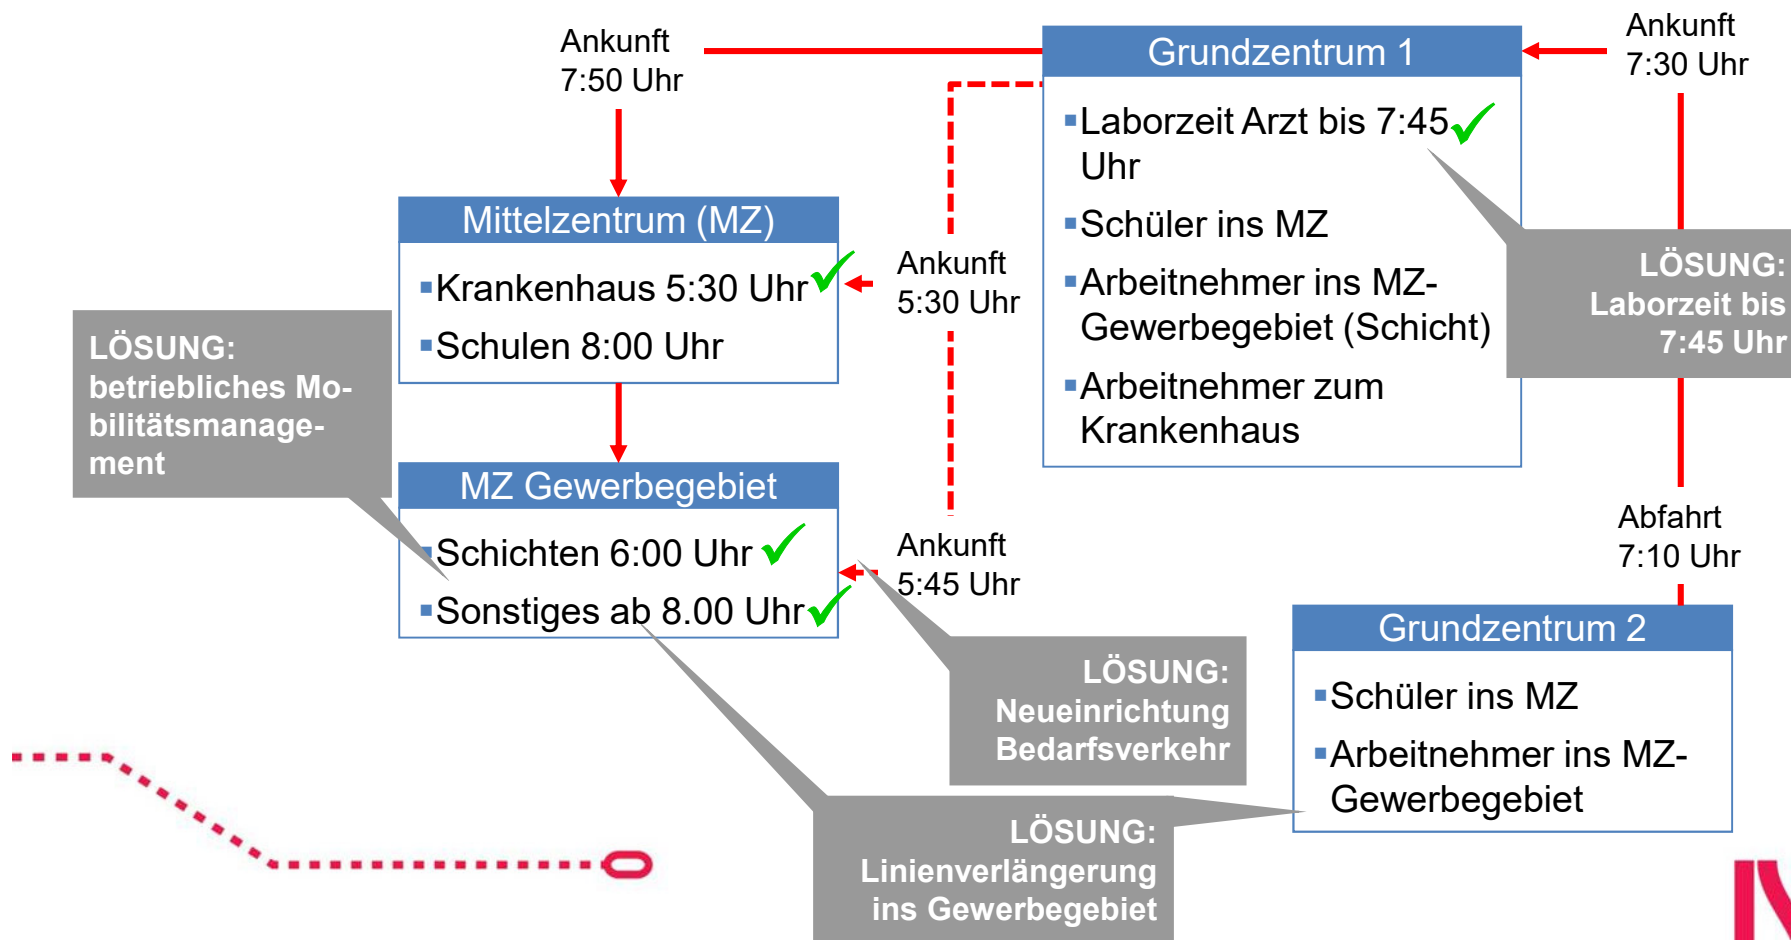 Ankunft
7:50 Uhr
Grundzentrum 1
Laborzeit Arzt bis 7:45
Uhr
Schüler ins MZ
Arbeitnehmer ins MZ-
Gewerbegebiet (Schicht)
Arbeitnehmer zum
Krankenhaus
Ankunft
7:30 Uhr
Mittelzentrum (MZ)
Krankenhaus 5:30 Uhr
Schulen 8:00 Uhr
Ankunft
5:30 Uhr
LÖSUNG:
Laborzeit bis
7:45 Uhr
LÖSUNG:
betriebliches Mo-
bilitätsmanage-
ment
MZ Gewerbegebiet
Schichten 6:00 Uhr
Sonstiges ab 8.00 Uhr
Ankunft
5:45 Uhr
Abfahrt
7:10 Uhr
Grundzentrum 2
Schüler ins MZ
Arbeitnehmer ins MZ-
Gewerbegebiet
LÖSUNG:
Neueinrichtung
Bedarfsverkehr
LÖSUNG:
Linienverlängerung
ins Gewerbegebiet